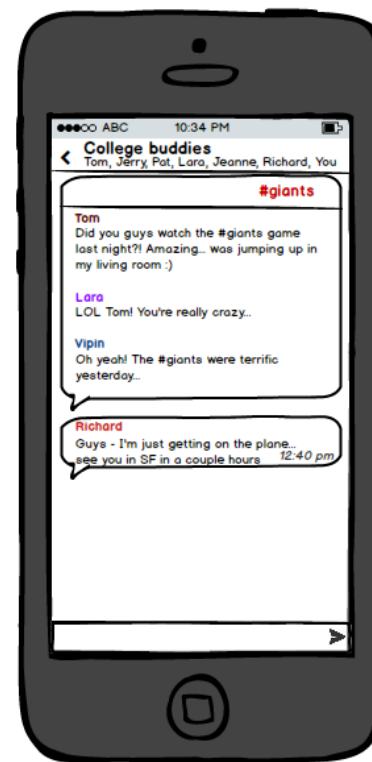 ABC 10:34 PM
College buddies
Tom, Jerry, Pat, Lara, Jeanne, Richard, You
#giants
Tom
Did you guys watch the #giants game
last night?! Amazing... was jumping up in
my living room :)
Lara
LOL Tom! You're really crazy...
Vipin
Oh yeah! The #giants were terrific
yesterday...
Richard
Guys - I'm just getting on the plane...
see you in SF in a couple hours 12:40 pm